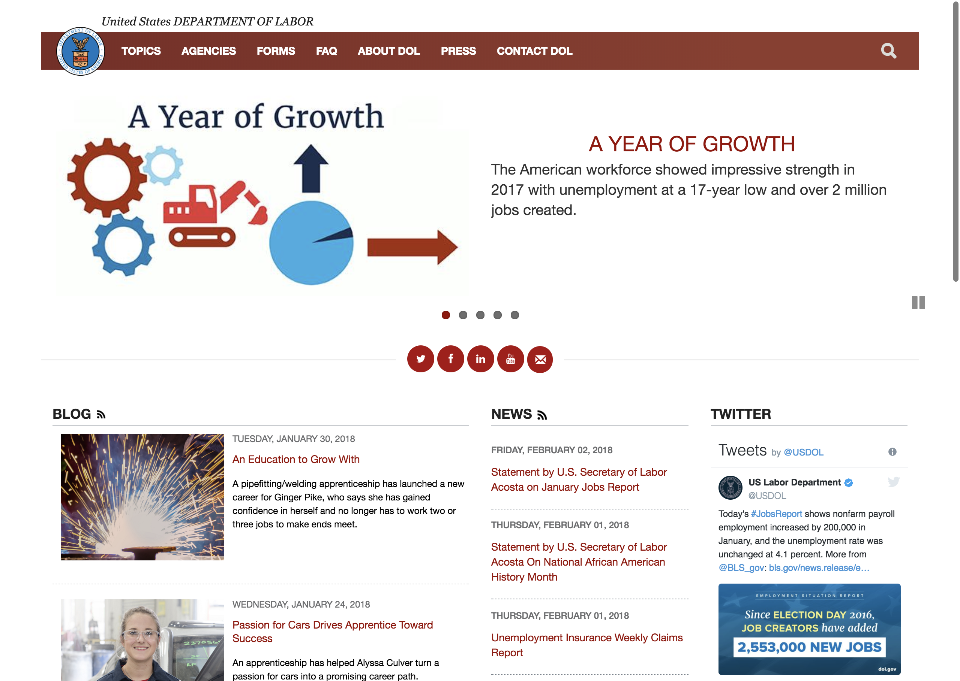 United States DEPARTMENT OF LABOR
TOPICS AGENCIES FORMS FAQ ABOUT DOL PRESS CONTACT DOL
A Year of Growth
A YEAR OF GROWTH
The American workforce showed impressive strength in
2017 with unemployment at a 17-year low and over 2 million
jobs created.
BLOG
TUESDAY, JANUARY 30, 2018
An Education to Grow With
A pipefitting/welding apprenticeship has launched a new
career for Ginger Pike, who says she has gained
confidence in herself and no longer has to work two or
three jobs to make ends meet.
WEDNESDAY, JANUARY 24, 2018
Passion for Cars Drives Apprentice Toward
Success
An apprenticeship has helped Alyssa Culver turn a
passion for cars into a promising career path.
NEWS
FRIDAY, FEBRUARY 02, 2018
Statement by U.S. Secretary of Labor
Acosta on January Jobs Report
THURSDAY, FEBRUARY 01, 2018
Statement by U.S. Secretary of Labor
Acosta On National African American
History Month
THURSDAY, FEBRUARY 01, 2018
Unemployment Insurance Weekly Claims
Report
TWITTER
Tweets by @USDOL
US Labor Department
@USDOL
Today's #JobsReport shows nonfarm payroll
employment increased by 200,000 in
January, and the unemployment rate was
unchanged at 4.1 percent. More from
@BLS_gov: bls.gov/news.release/e…
EMPLOYMENT SITUATION REPORT
Since ELECTION DAY 2016,
JOB CREATORS have added
2,553,000 NEW JOBS
dol.gov